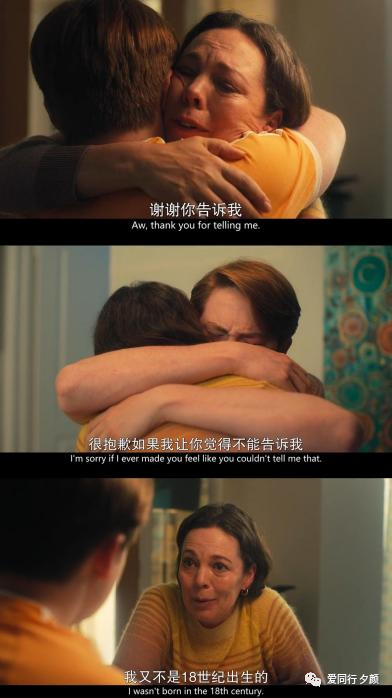 谢谢你告诉我
Aw, thank you for telling me.
很抱歉如果我让你觉得不能告诉我
I'm sorry if I ever made you feel like you couldn't tell me that.
我又不是18世纪出生的
I wasn't born in the 18th century.
爱同行夕颜